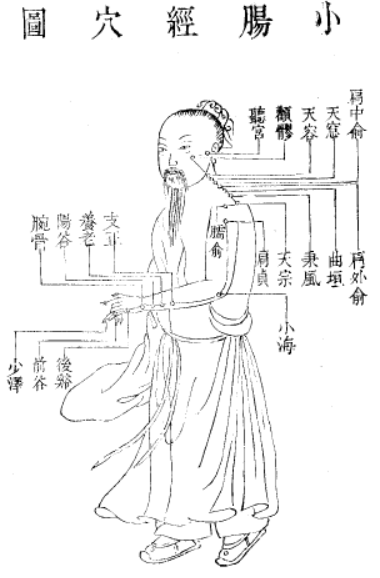 小腸經穴圖
肩中俞
天窓
天容
顴髎
聽宮
肩外俞
曲垣
秉風
天宗
肩貞
臑俞
小海
支正
養老
陽谷
腕骨
後谿
前谷
少澤